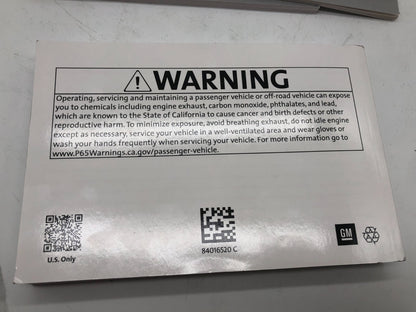 WARNING
Operating, servicing and maintaining a passenger vehicle or off-road vehicle can expose
you to chemicals including engine exhaust, carbon monoxide, phthalates, and lead,
which are known to the State of California to cause cancer and birth defects or other
reproductive harm. To minimize exposure, avoid breathing exhaust, do not idle engine
except as necessary, service your vehicle in a well-ventilated area and wear gloves or
wash your hands frequently when servicing your vehicle. For more information go to
www.P65Warnings.ca.gov/passenger-vehicle.
U.S. Only
84016520 C
GM